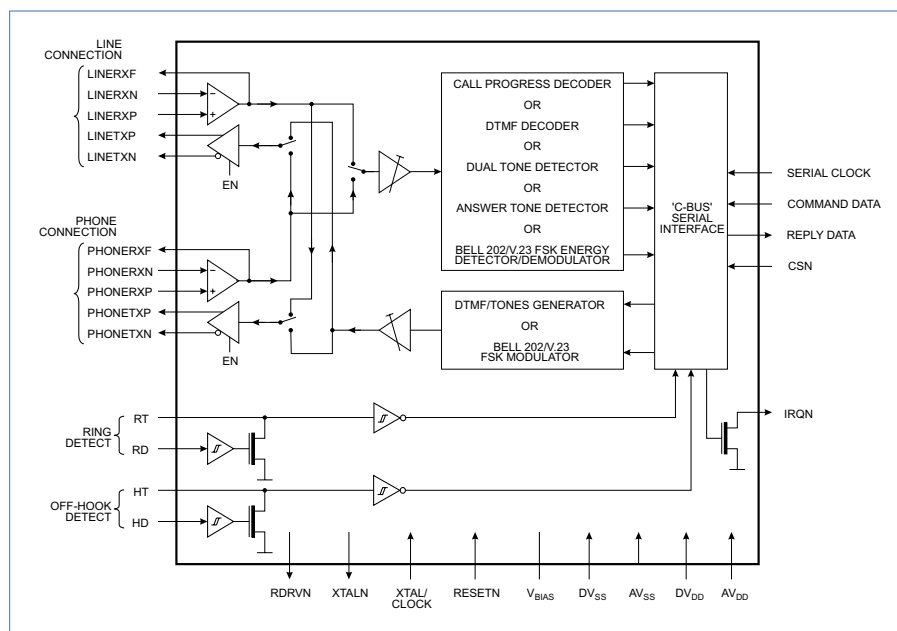 LINE
CONNECTION
LINERXF
LINERXN
LINERXP
LINETXP
LINETXN
−
+
EN
PHONE
CONNECTION
PHONERXF
PHONERXN
PHONERXP
PHONETXP
PHONETXN
−
+
EN
CALL PROGRESS DECODER
OR
DTMF DECODER
OR
DUAL TONE DETECTOR
OR
ANSWER TONE DETECTOR
OR
BELL 202/V.23 FSK ENERGY
DETECTOR/DEMODULATOR
DTMF/TONES GENERATOR
OR
BELL 202/V.23
FSK MODULATOR
'C-BUS'
SERIAL
INTERFACE
SERIAL CLOCK
COMMAND DATA
REPLY DATA
CSN
IRQN
RING
DETECT
RT
RD
OFF-HOOK
DETECT
HT
HD
RDRVN
XTALN
XTAL/
CLOCK
RESETN
VBIAS
DVSS
AVSS
DVDD
AVDD